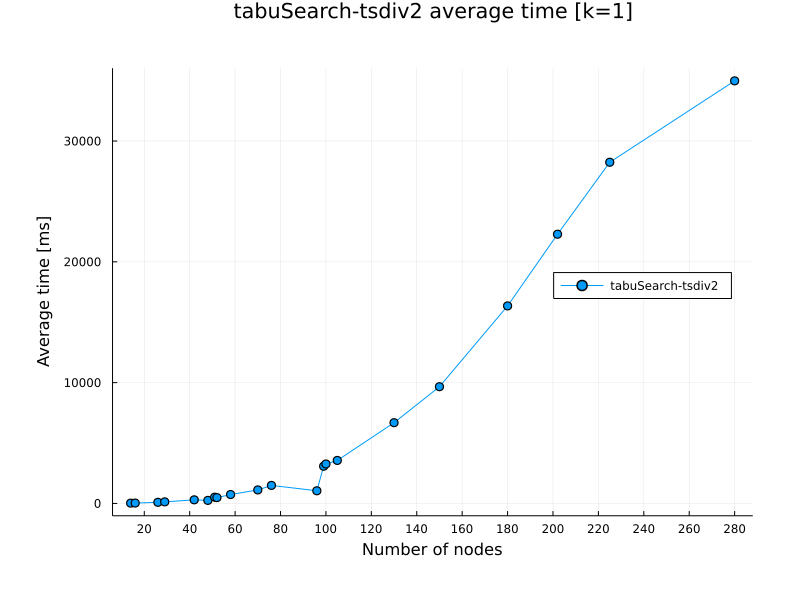 tabuSearch-tsdiv2 average time [k=1]
Average time [ms]
30000
20000
10000
0
tabuSearch-tsdiv2
20 40 60 80 100 120 140 160 180 200 220 240 260 280
Number of nodes